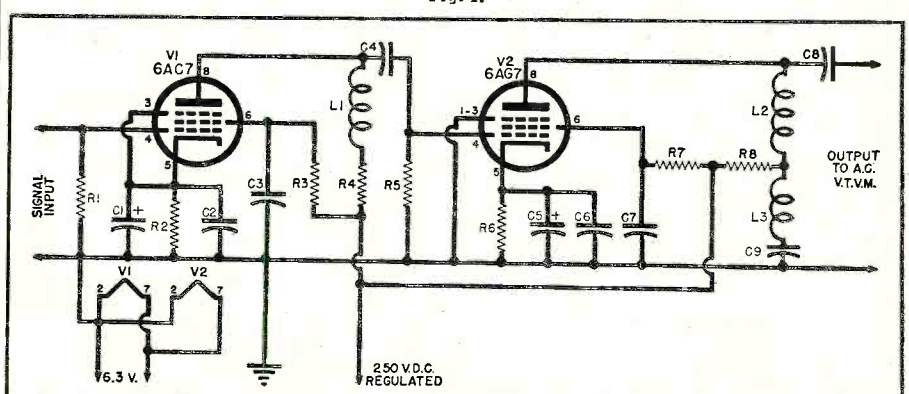 V1
6AC7
8
3
4
5
6
C4
L1
V2
6AG7
8
1-3
4
5
6
C8
L2
SIGNAL
INPUT
R1
C1 +
R2
C2
C3
R3
R4
R5
R6
C5 +
C6
C7
R7
R8
L3
C9
OUTPUT
TO A.C.
V.T.V.M.
V1
2
7
V2
2
7
6.3 V.
250 V.D.C.
REGULATED